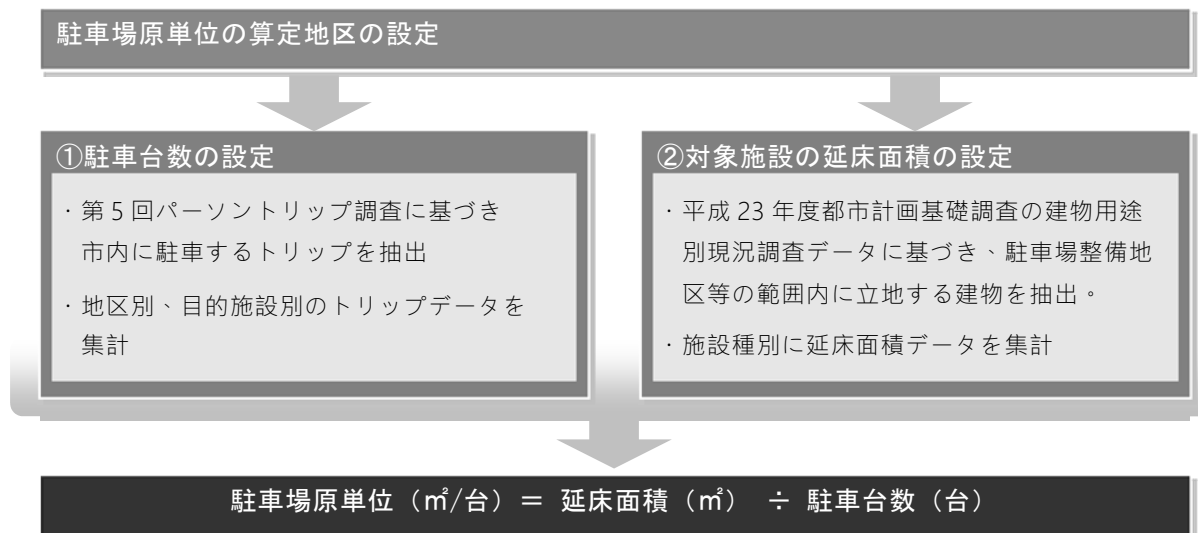 駐車場原単位の算定地区の設定
①駐車台数の設定
・第5回パーソントリップ調査に基づき
市内に駐車するトリップを抽出
・地区別、目的施設別のトリップデータを
集計
②対象施設の延床面積の設定
・平成23年度都市計画基礎調査の建物用途
別現況調査データに基づき、駐車場整備地
区等の範囲内に立地する建物を抽出。
・施設種別に延床面積データを集計
駐車場原単位（㎡/台）＝ 延床面積（㎡） ÷ 駐車台数（台）